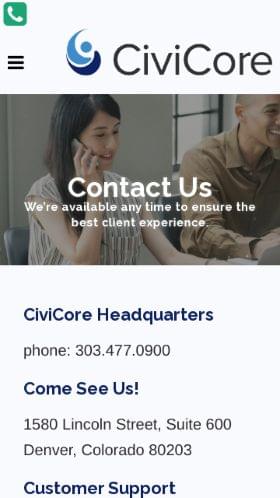 CiviCore
Contact Us
We're available any time to ensure the
best client experience.
CiviCore Headquarters
phone: 303.477.0900
Come See Us!
1580 Lincoln Street, Suite 600
Denver, Colorado 80203
Customer Support